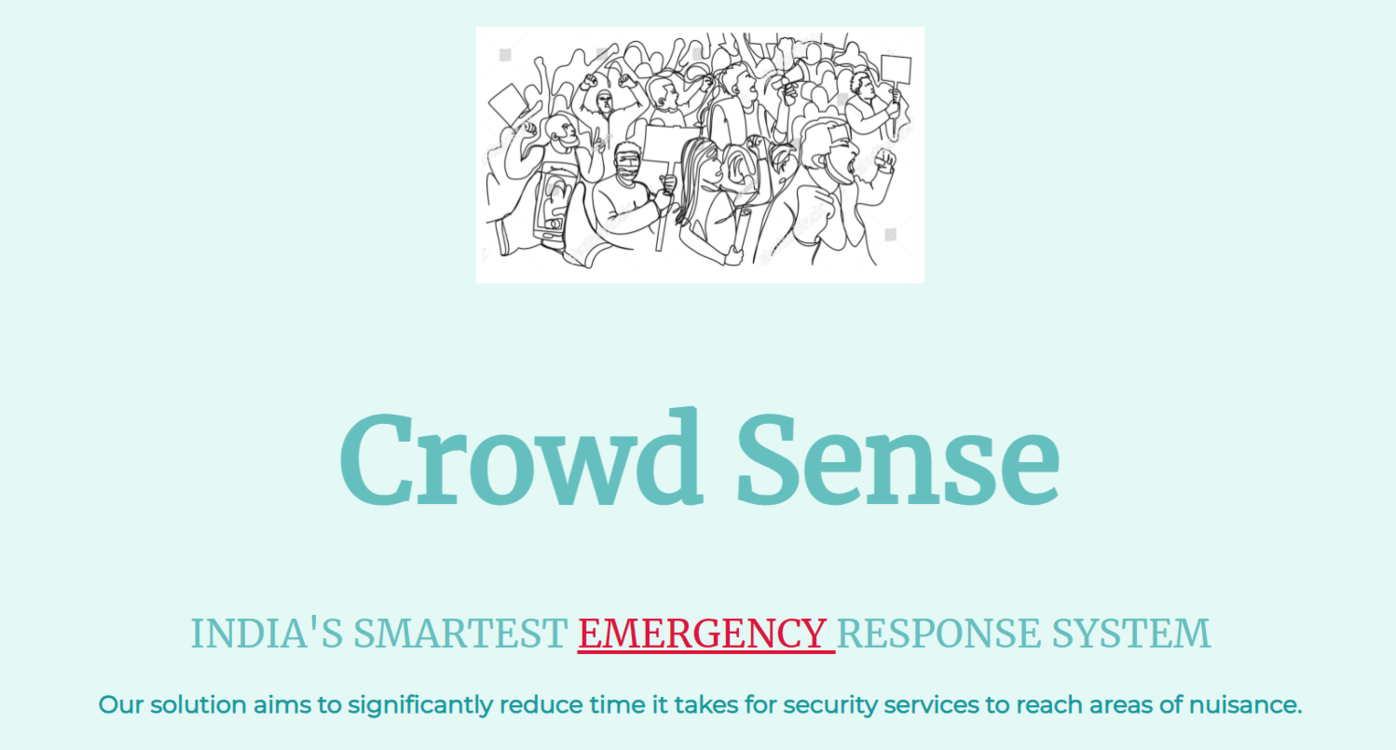 Crowd Sense
INDIA'S SMARTEST EMERGENCY RESPONSE SYSTEM
Our solution aims to significantly reduce time it takes for security services to reach areas of nuisance.